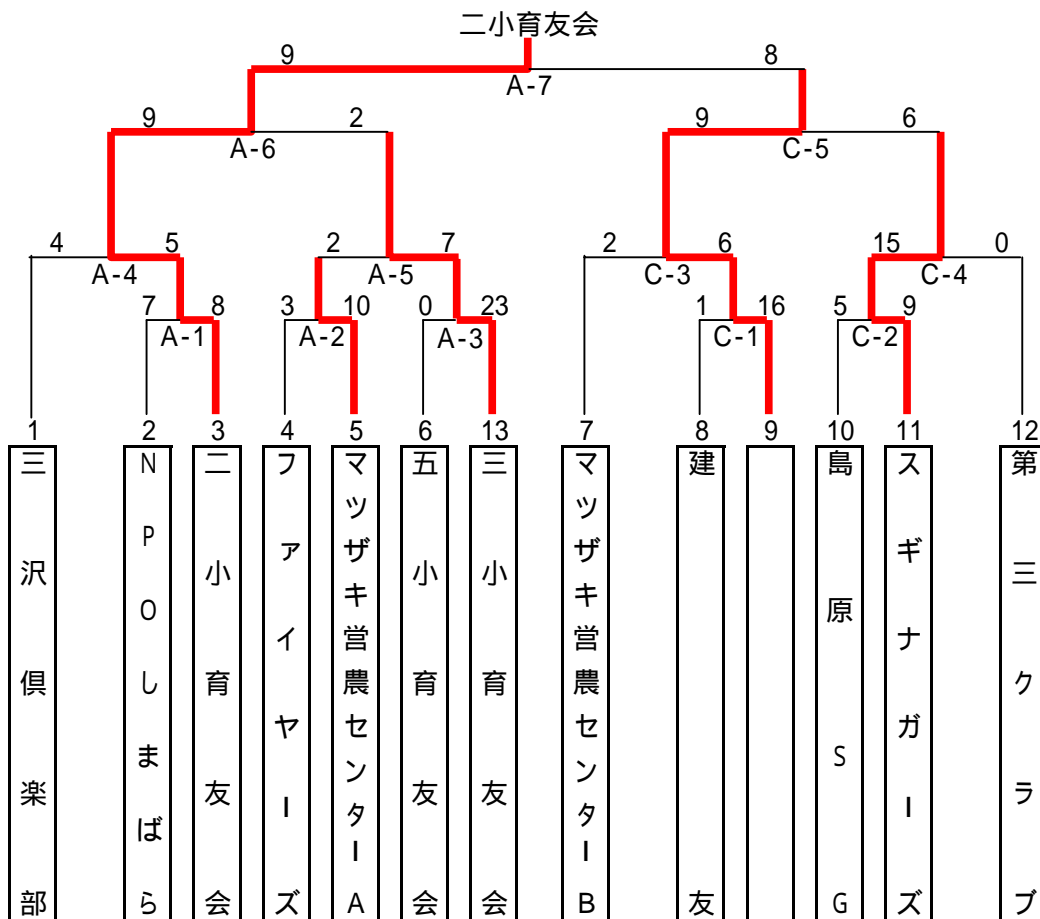 二小育友会
9 8
A-7
9 2 9 6
A-6 C-5
4 5 2 7 2 6 15 0
A-4 A-5 C-3 C-4
7 8 3 10 0 23 1 16 5 9
A-1 A-2 A-3 C-1 C-2
1 2 3 4 5 6 13 7 8 9 10 11 12
三沢倶楽部
NPOしまばら
二小育友会
ファイヤーズ
マツザキ営農センターA
五小育友会
三小育友会
マツザキ営農センターB
建友
島原SG
スギナガーズ
第三クラブ